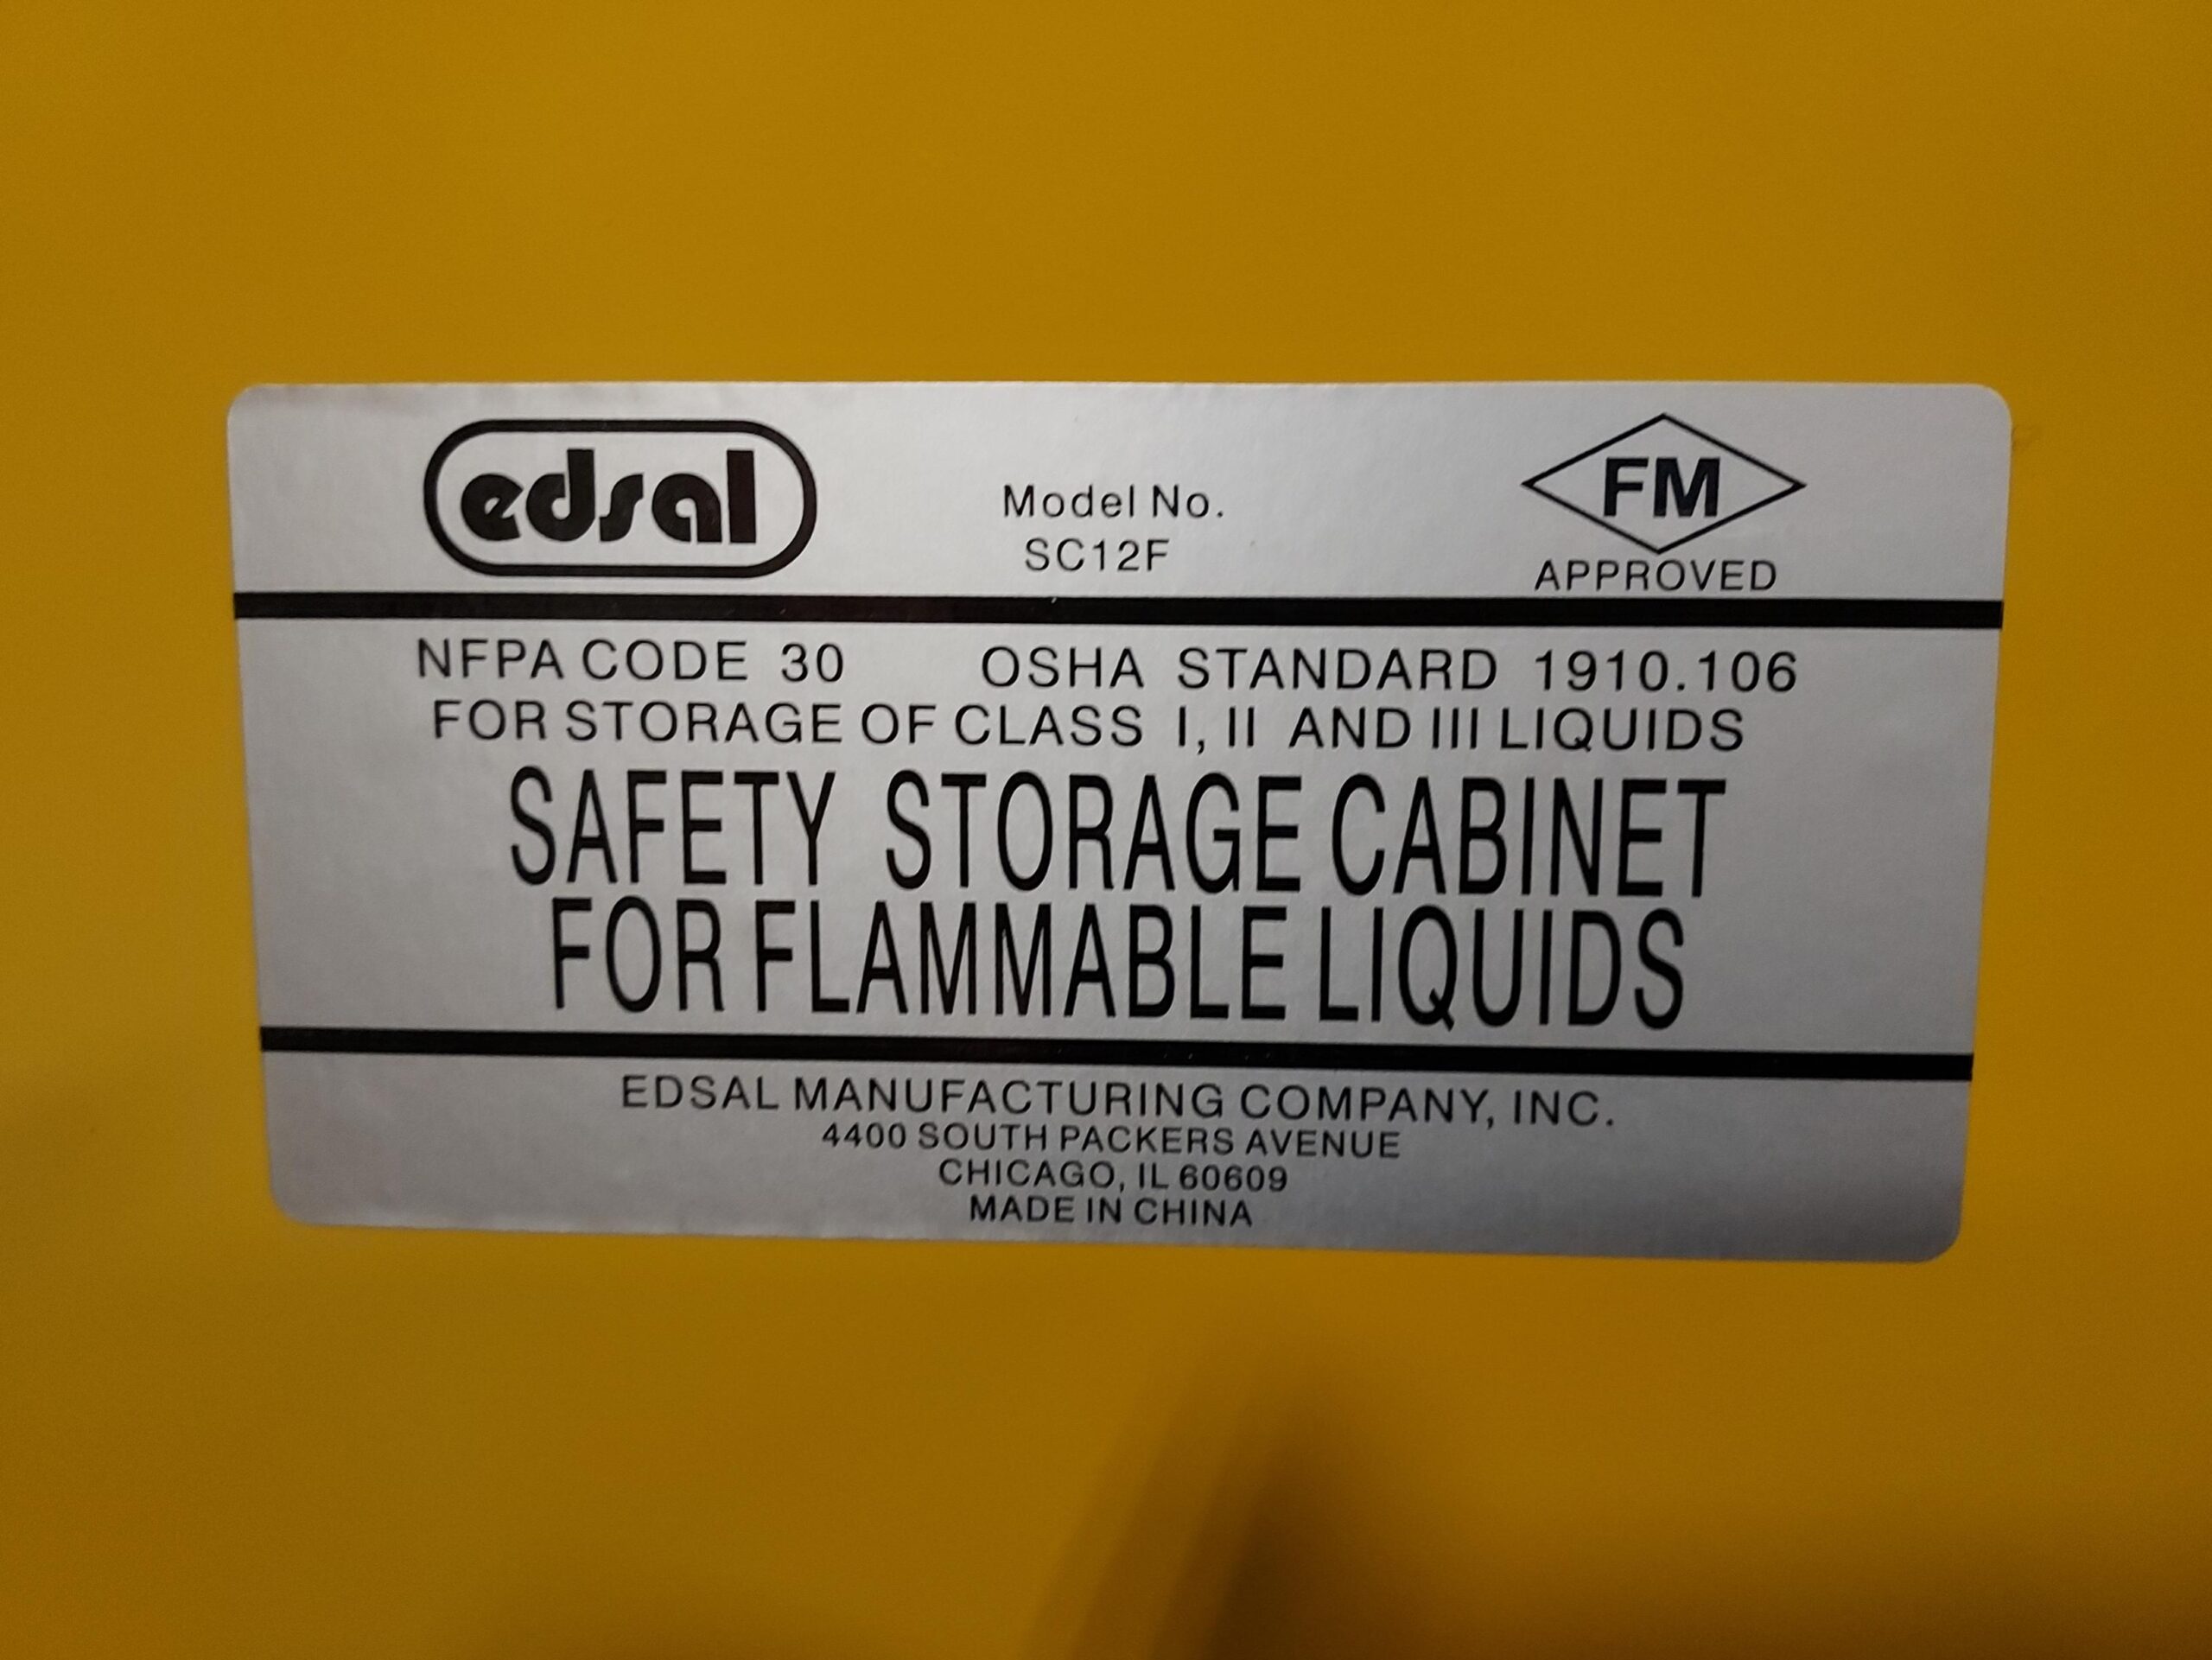 edsal
Model No.
SC12F
FM
APPROVED
NFPA CODE 30 OSHA STANDARD 1910.106
FOR STORAGE OF CLASS I, II AND III LIQUIDS
SAFETY STORAGE CABINET
FOR FLAMMABLE LIQUIDS
EDSAL MANUFACTURING COMPANY, INC.
4400 SOUTH PACKERS AVENUE
CHICAGO, IL 60609
MADE IN CHINA